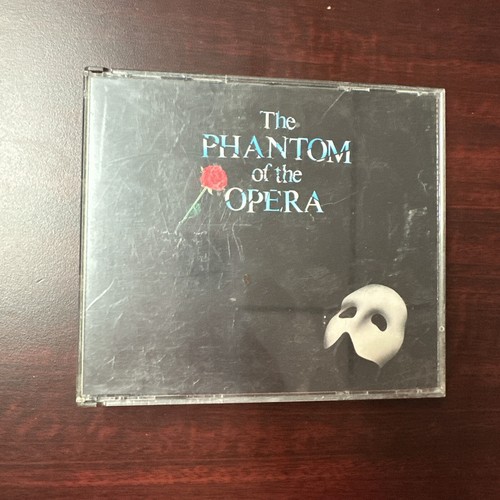 The
PHANTOM
of the
OPERA